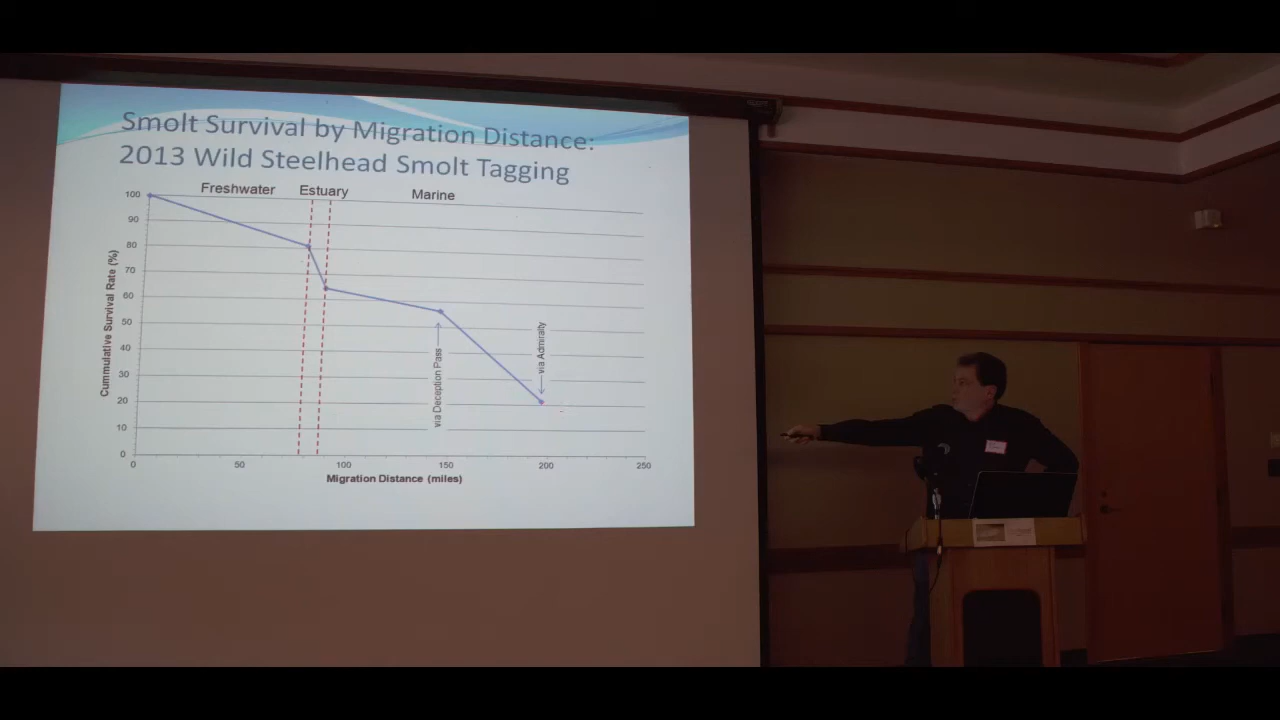 Smolt Survival by Migration Distance:
2013 Wild Steelhead Smolt Tagging
Freshwater Estuary Marine
Cummulative Survival Rate (%)
100
90
80
70
60
50
40
30
20
10
0
via Deception Pass
via Admiralty
0 50 100 150 200 250
Migration Distance (miles)